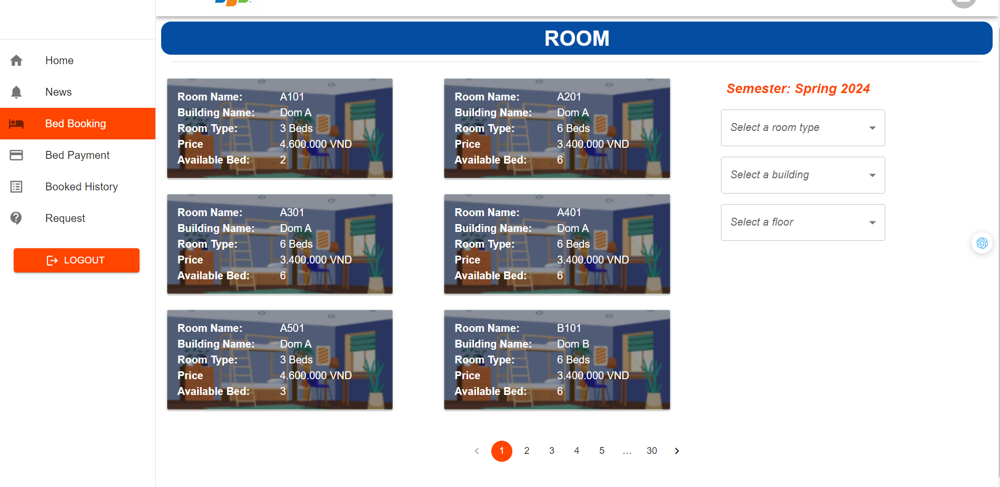 Home
News
Bed Booking
Bed Payment
Booked History
Request
LOGOUT
ROOM
Room Name: A101
Building Name: Dom A
Room Type: 3 Beds
Price 4.600.000 VND
Available Bed: 2
Room Name: A201
Building Name: Dom A
Room Type: 6 Beds
Price 3.400.000 VND
Available Bed: 6
Room Name: A301
Building Name: Dom A
Room Type: 6 Beds
Price 3.400.000 VND
Available Bed: 6
Room Name: A401
Building Name: Dom A
Room Type: 6 Beds
Price 3.400.000 VND
Available Bed: 6
Room Name: A501
Building Name: Dom A
Room Type: 3 Beds
Price 4.600.000 VND
Available Bed: 3
Room Name: B101
Building Name: Dom B
Room Type: 6 Beds
Price 3.400.000 VND
Available Bed: 6
Semester: Spring 2024
Select a room type
Select a building
Select a floor
1 2 3 4 5 ... 30